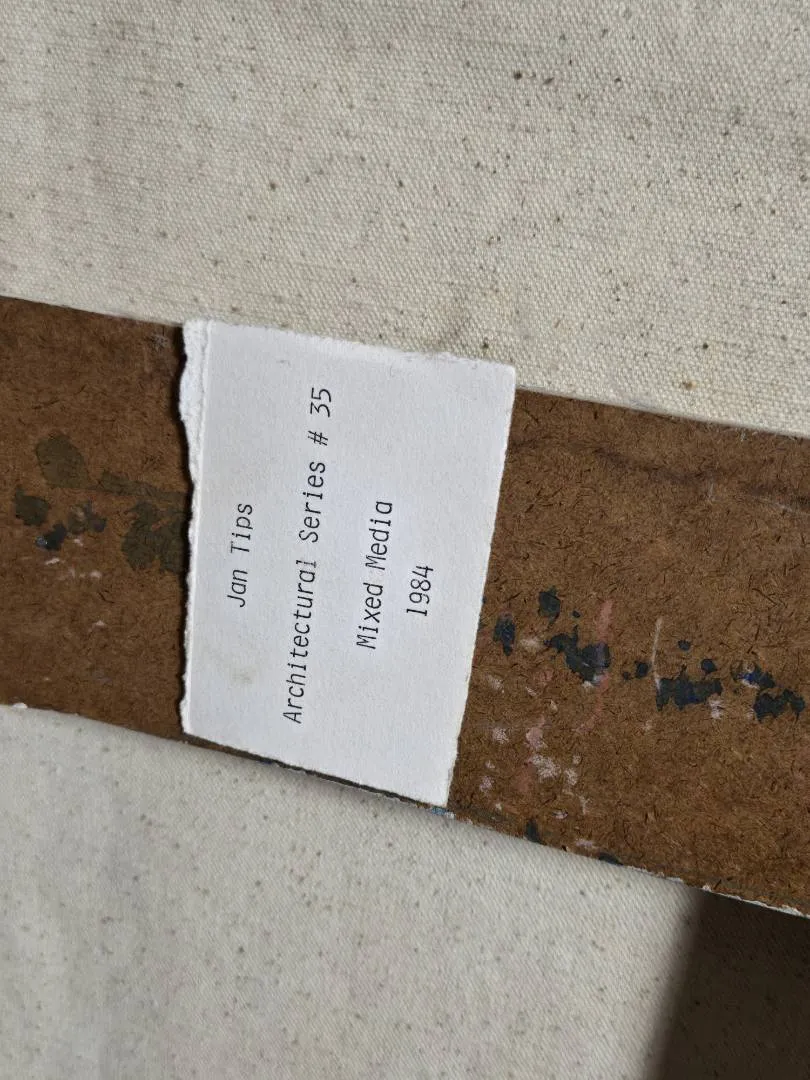 Jan Tips
Architectural Series # 35
Mixed Media
1984